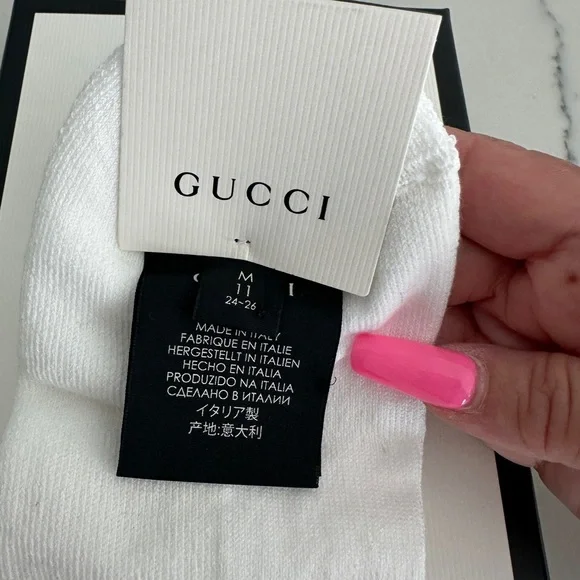 GUCCI
M
11
24~26
MADE IN ITALY
FABRIQUÉ EN ITALIE
HERGESTELLT IN ITALIEN
HECHO EN ITALIA
PRODUZIDO NA ITALIA
СДЕЛАНО В ИТАЛИИ
イタリア製
产地:意大利